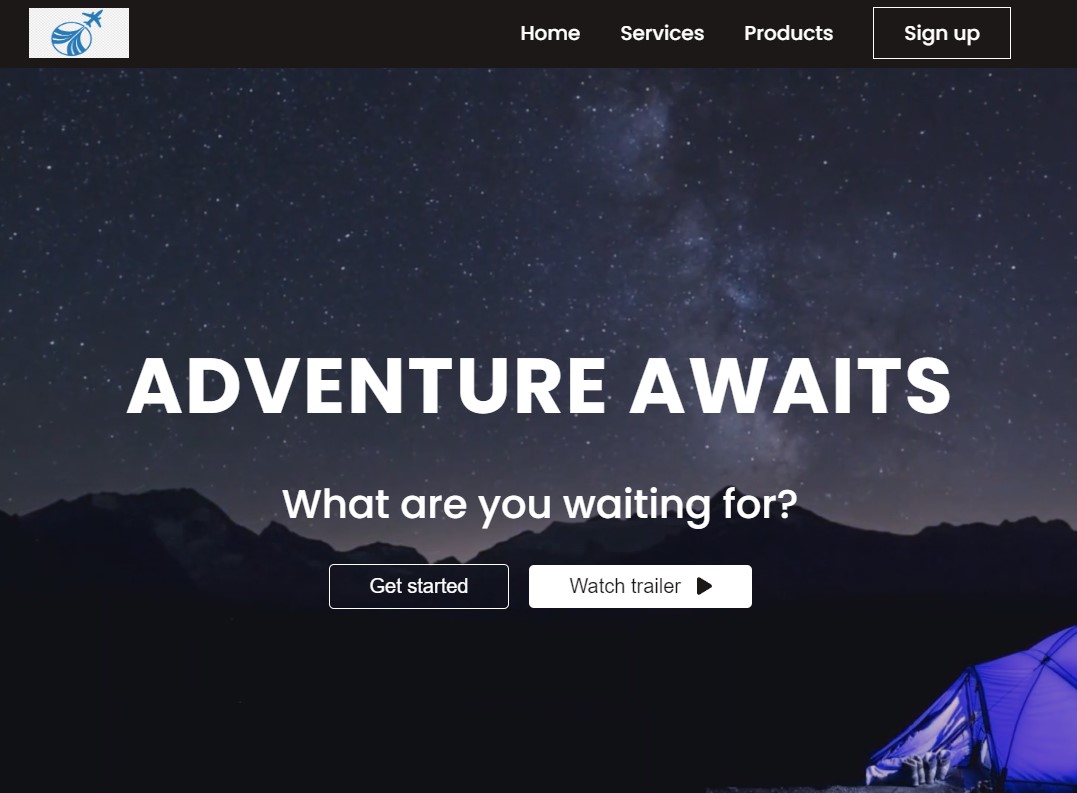 Home Services Products Sign up
ADVENTURE AWAITS
What are you waiting for?
Get started Watch trailer